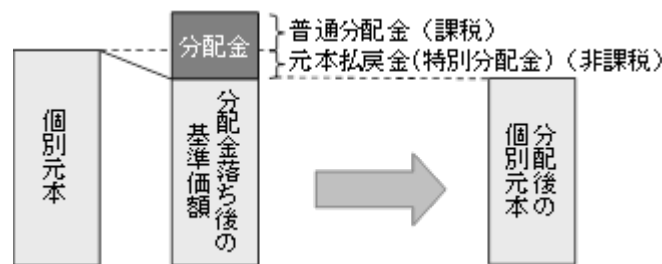 分配金
普通分配金（課税）
元本払戻金(特別分配金)（非課税）
個別元本
分配金落ち後の
基準価額
分配後の
個別元本